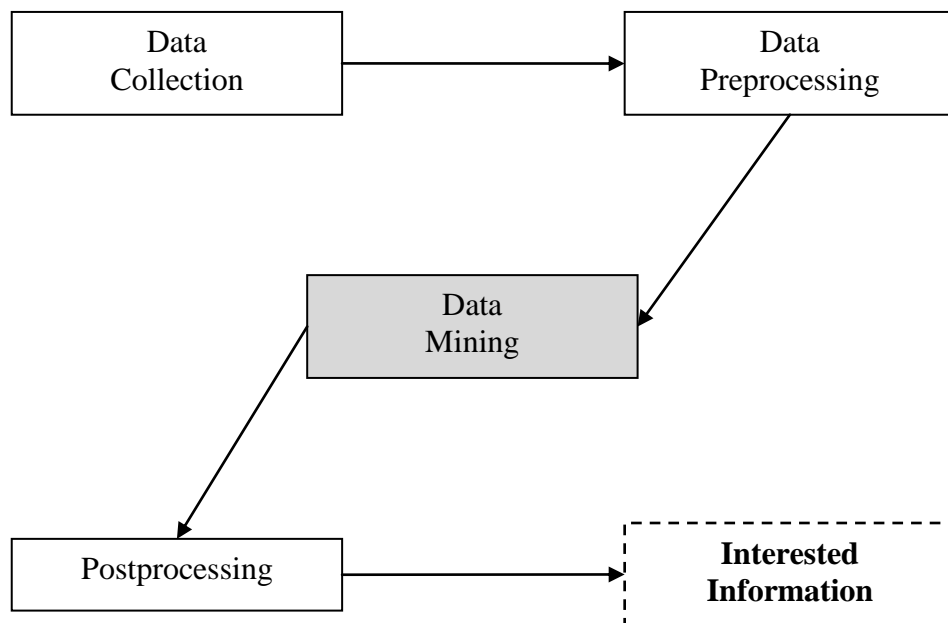 Data
Collection
Data
Preprocessing
Data
Mining
Postprocessing
Interested
Information